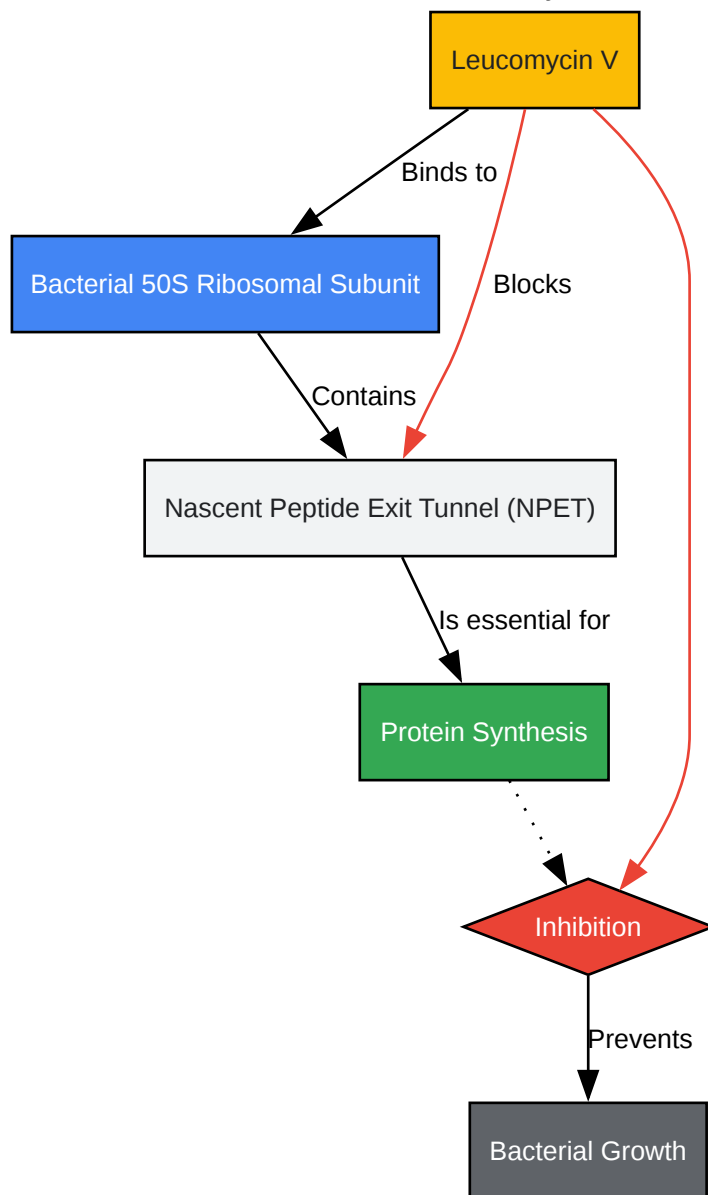 Leucomycin V
Binds to
Bacterial 50S Ribosomal Subunit
Blocks
Contains
Nascent Peptide Exit Tunnel (NPET)
Is essential for
Protein Synthesis
Inhibition
Prevents
Bacterial Growth